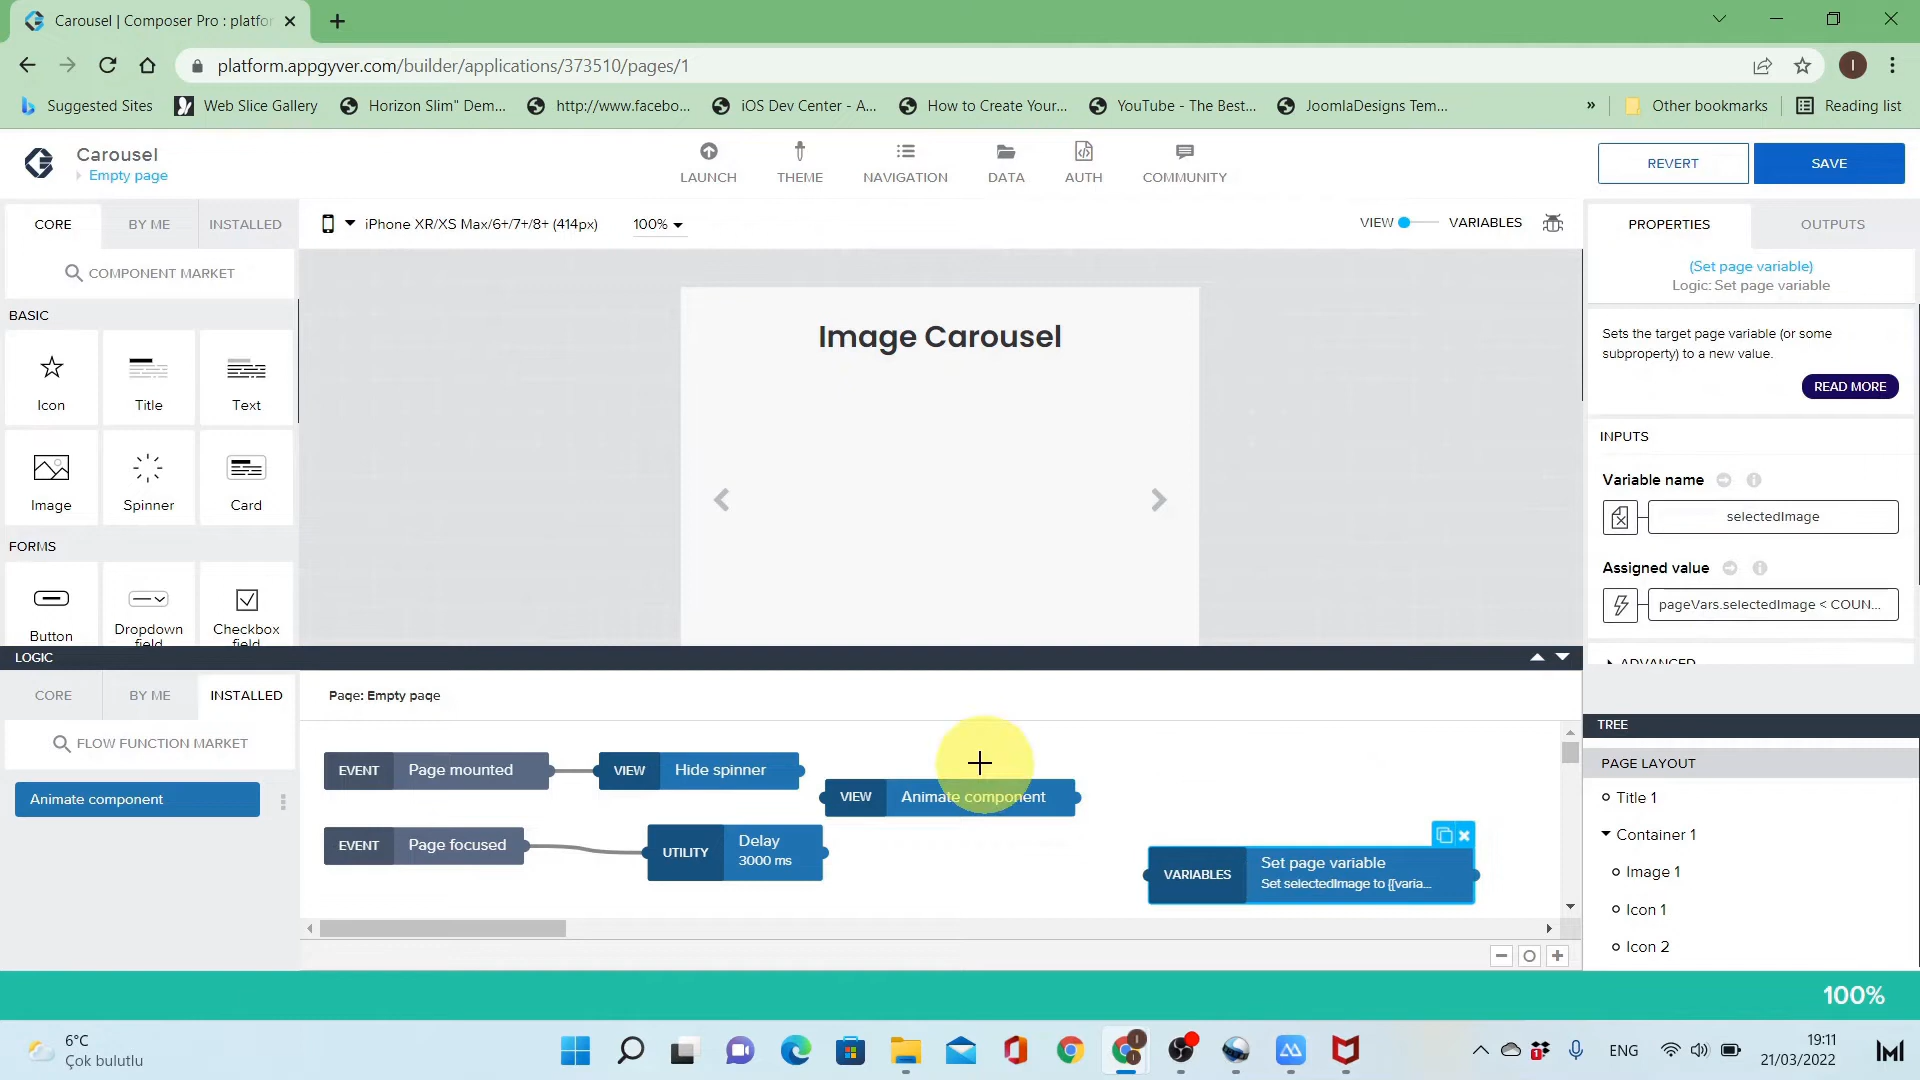 Carousel | Composer Pro : platfor
platform.appgyver.com/builder/applications/373510/pages/1
Suggested Sites
Web Slice Gallery
Horizon Slim" Dem...
http://www.facebo...
iOS Dev Center - A...
How to Create Your...
YouTube - The Best...
JoomlaDesigns Tem...
»
Other bookmarks
Reading list
Carousel
Empty page
LAUNCH
THEME
NAVIGATION
DATA
AUTH
COMMUNITY
REVERT
SAVE
CORE
BY ME
INSTALLED
iPhone XR/XS Max/6+/7+/8+ (414px)
100%
VIEW
VARIABLES
PROPERTIES
OUTPUTS
COMPONENT MARKET
(Set page variable)
Logic: Set page variable
BASIC
Icon
Title
Text
Image
Spinner
Card
FORMS
Button
Dropdown
field
Checkbox
field
Image Carousel
Sets the target page variable (or some
subproperty) to a new value.
READ MORE
INPUTS
Variable name
selectedImage
Assigned value
pageVars.selectedImage < COUN...
ADVANCED
LOGIC
CORE
BY ME
INSTALLED
Page: Empty page
FLOW FUNCTION MARKET
Animate component
EVENT
Page mounted
VIEW
Hide spinner
VIEW
Animate component
EVENT
Page focused
UTILITY
Delay
3000 ms
VARIABLES
Set page variable
Set selectedImage to {{varia...
TREE
PAGE LAYOUT
Title 1
Container 1
Image 1
Icon 1
Icon 2
100%
6°C
Çok bulutlu
ENG
19:11
21/03/2022